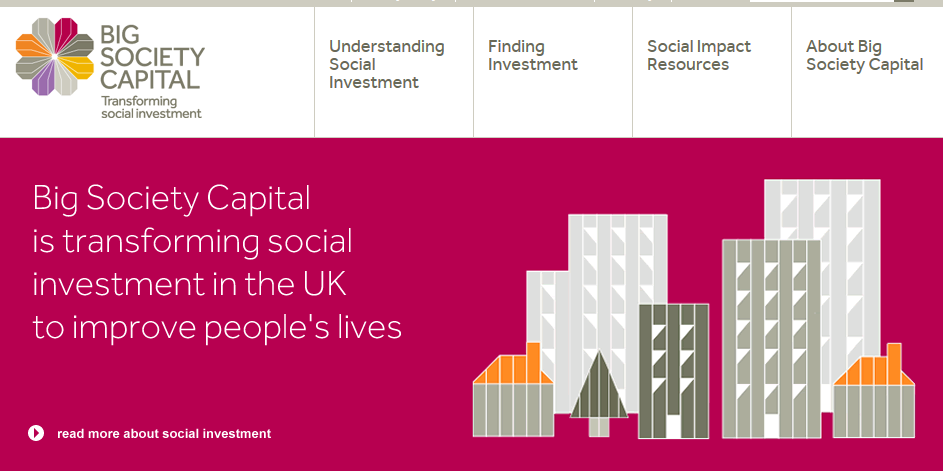 BIG
SOCIETY
CAPITAL
Transforming
social investment
Understanding
Social
Investment
Finding
Investment
Social Impact
Resources
About Big
Society Capital
Big Society Capital
is transforming social
investment in the UK
to improve people's lives
read more about social investment